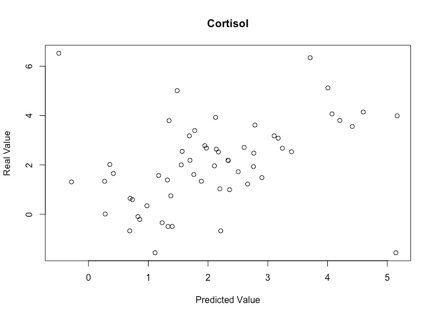 Cortisol
Real Value
6
4
2
0
0 1 2 3 4 5
Predicted Value